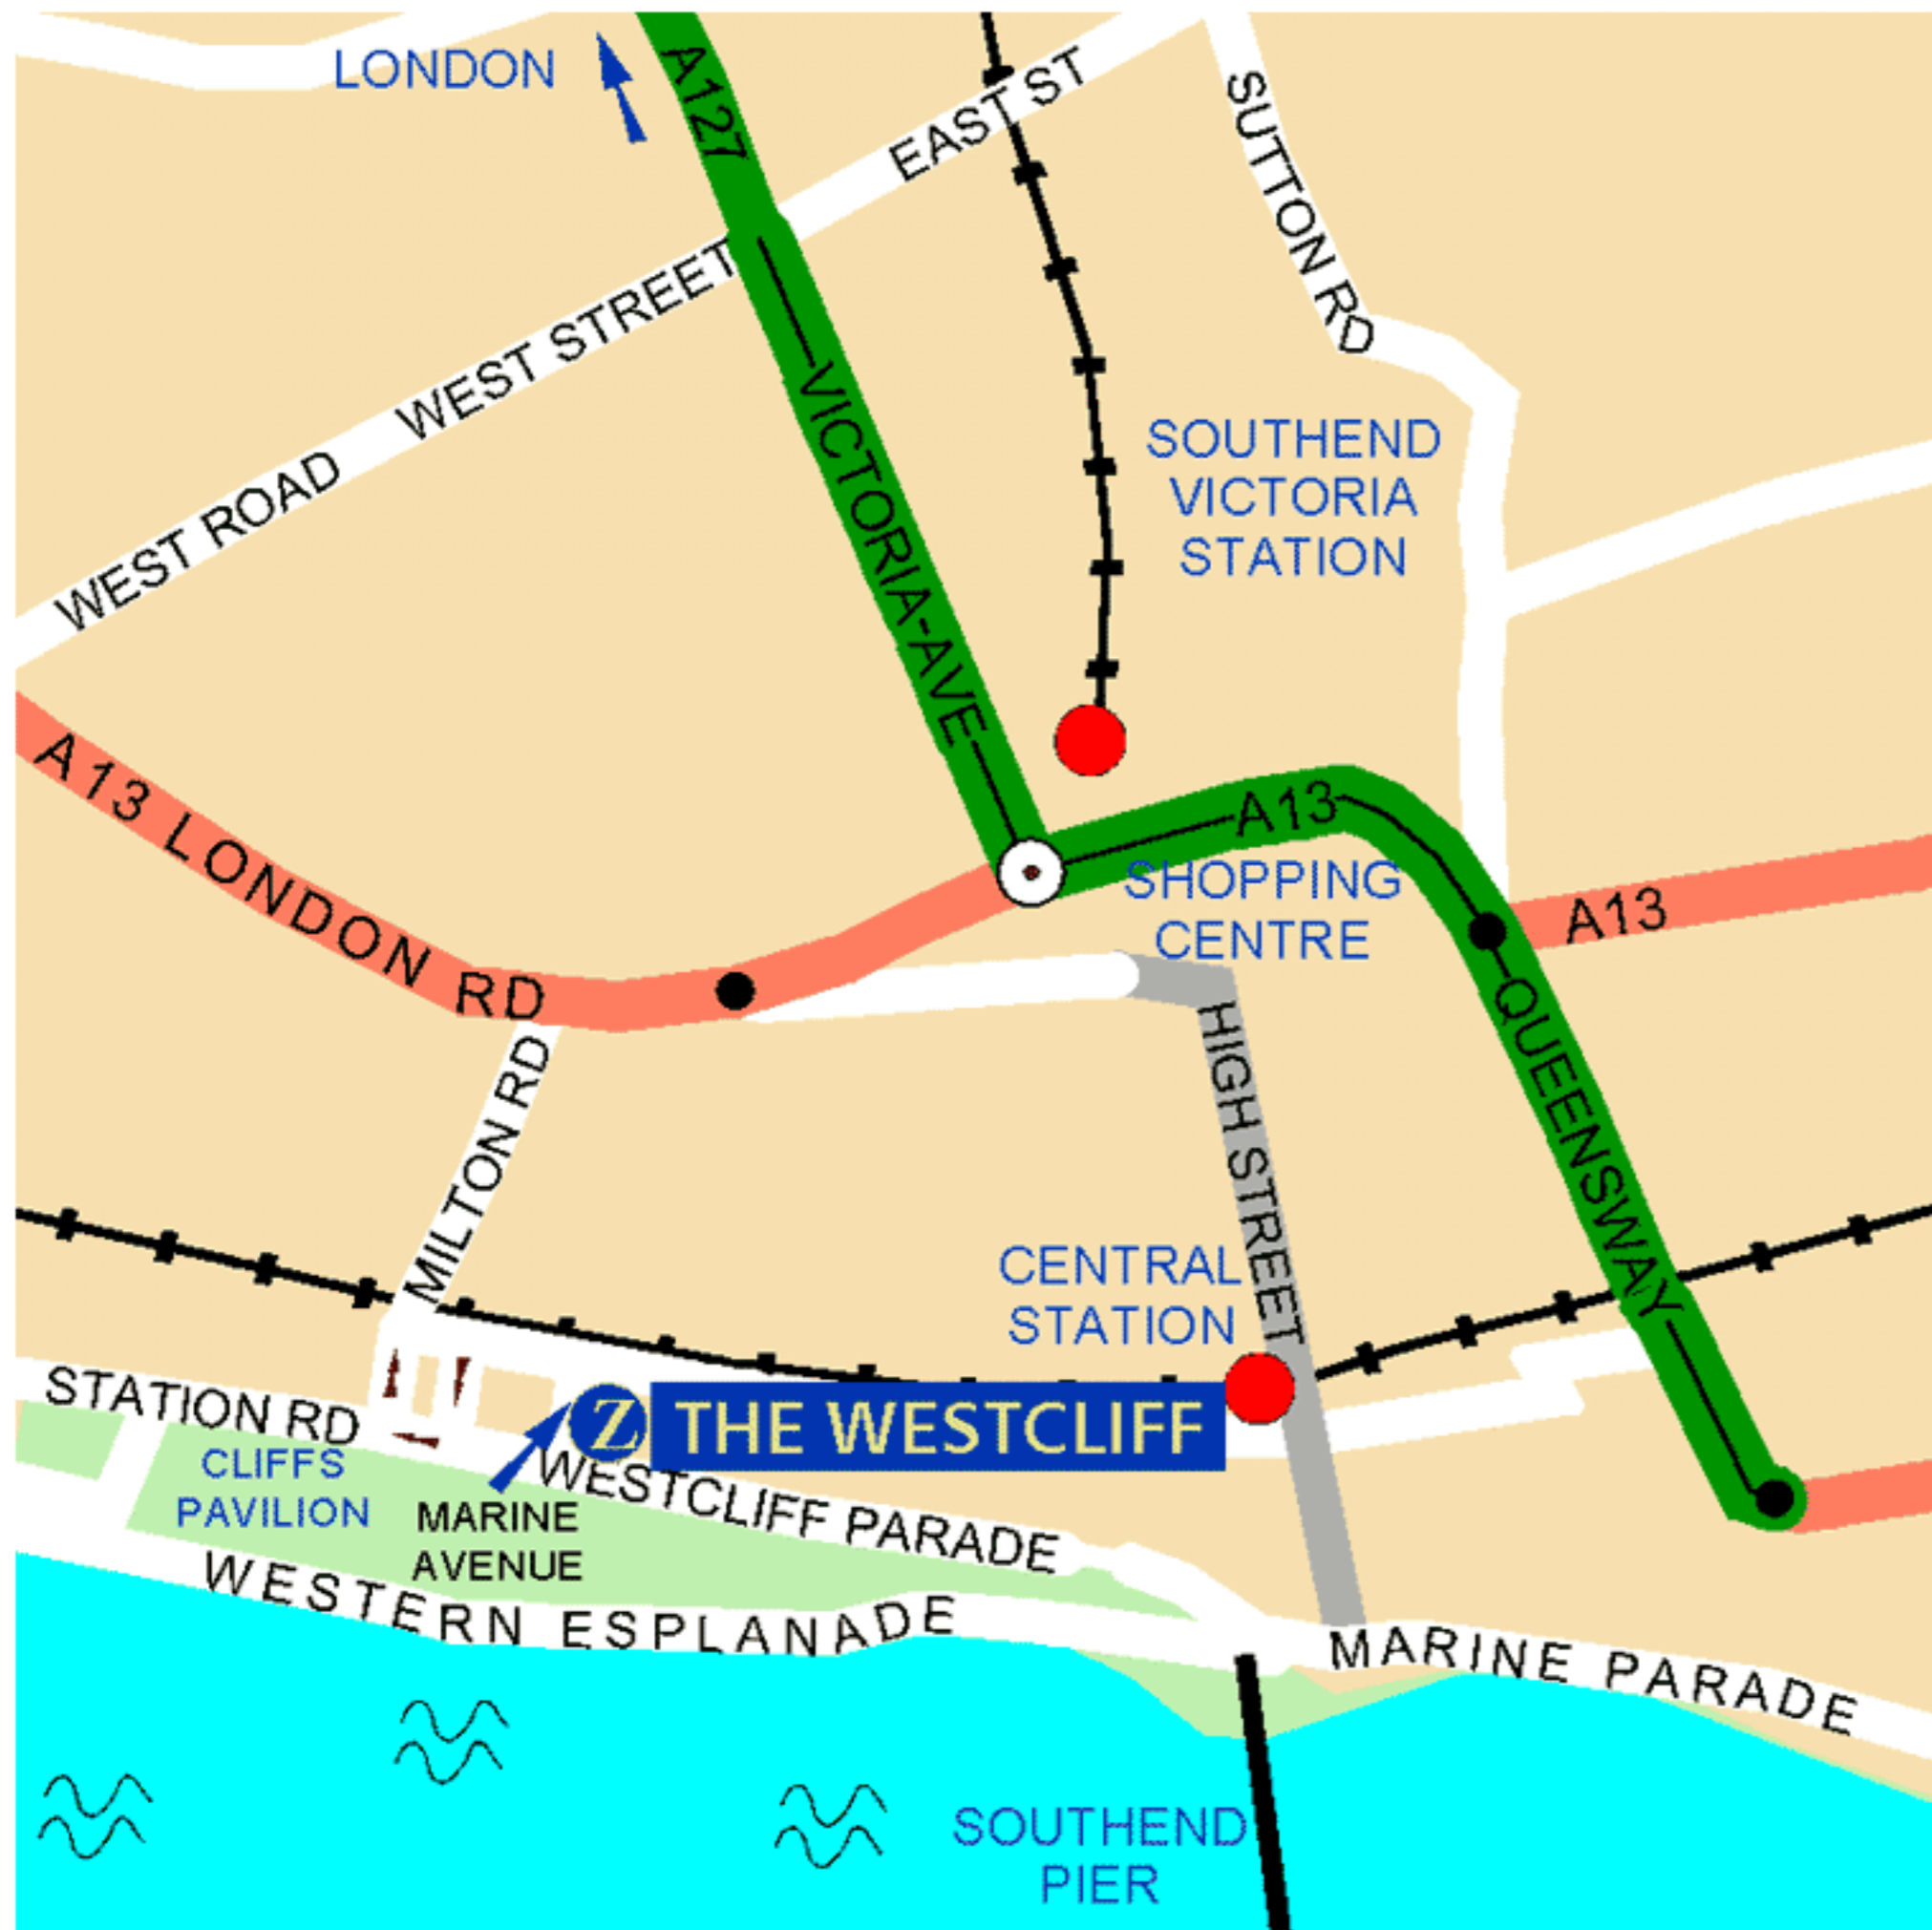 LONDON
A127
EAST ST
SUTTON RD
WEST STREET
WEST ROAD
VICTORIA-AVE
SOUTHEND
VICTORIA
STATION
A13 LONDON RD
A13
SHOPPING
CENTRE
A13
QUEENSWAY
HIGH STREET
MILTON RD
CENTRAL
STATION
STATION RD
Z THE WESTCLIFF
CLIFFS
PAVILION
MARINE
AVENUE
WESTCLIFF PARADE
WESTERN ESPLANADE
MARINE PARADE
SOUTHEND
PIER